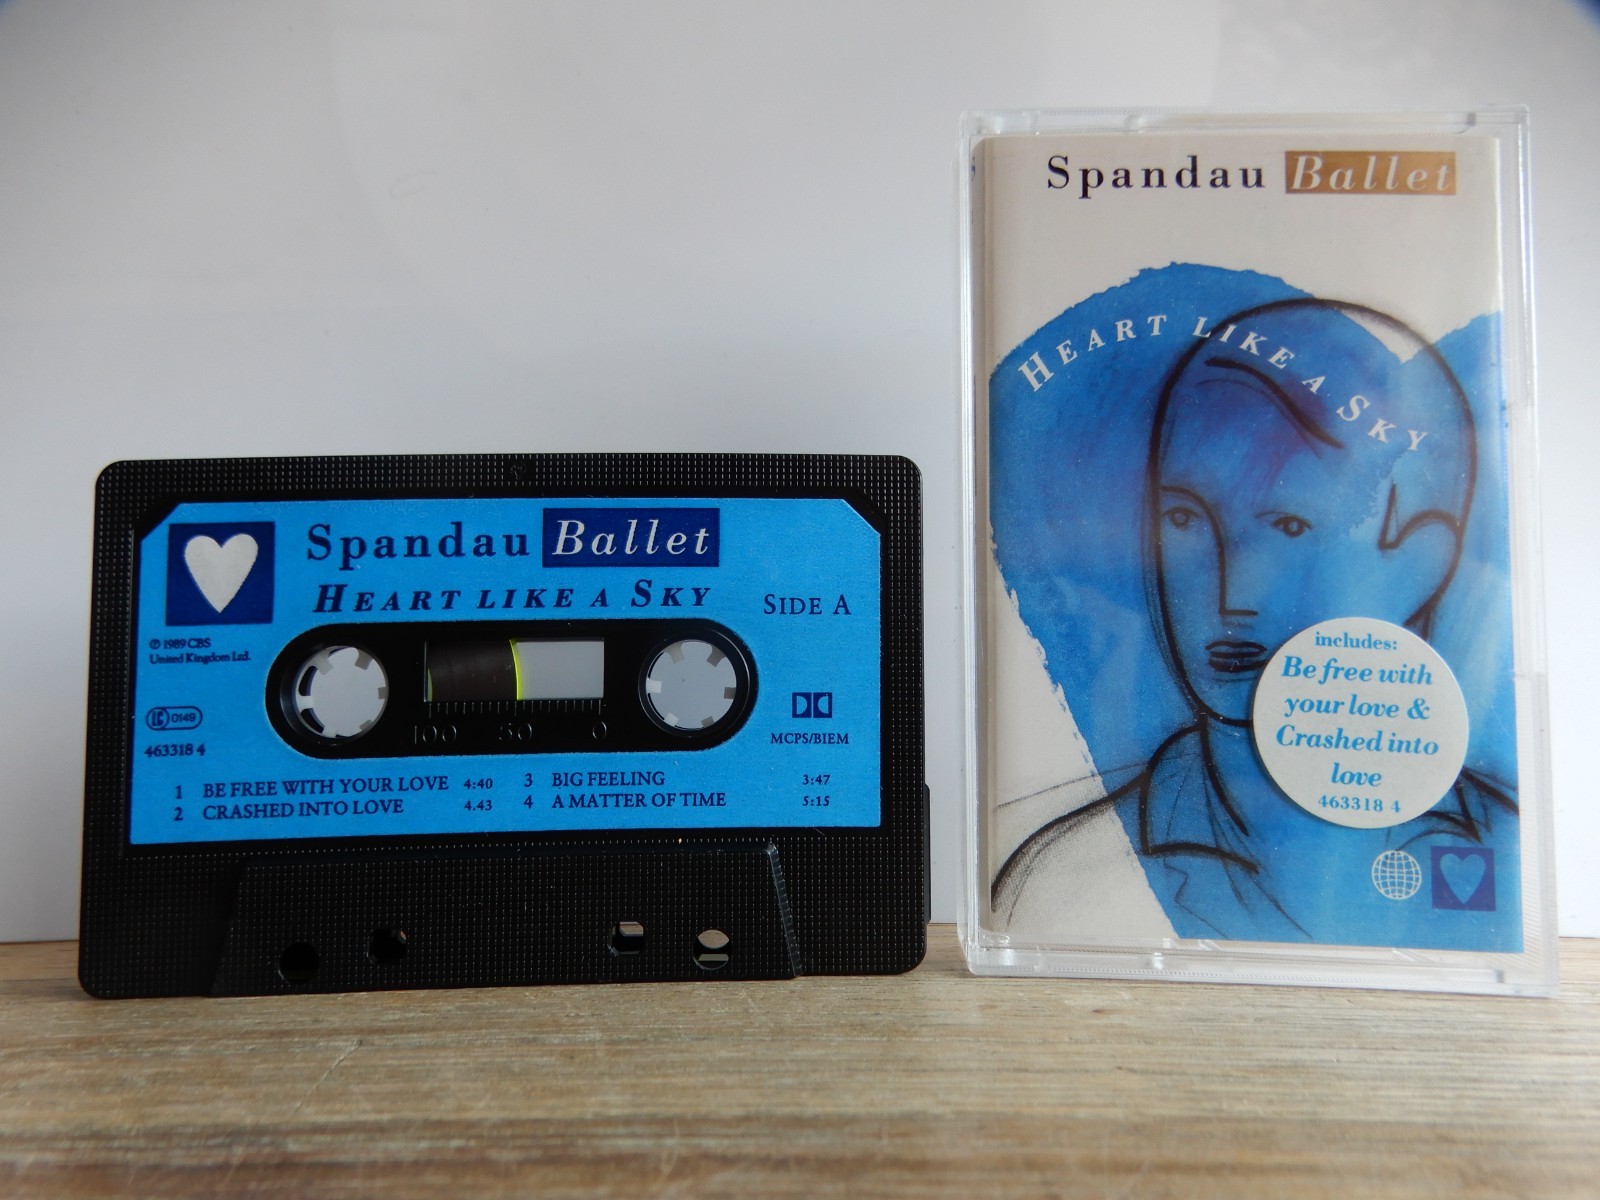 Spandau Ballet
HEART LIKE A SKY
SIDE A
℗ 1989 CBS
United Kingdom Ltd.
LC 0149
463318 4
MCPS/BIEM
100 50 0
1 BE FREE WITH YOUR LOVE 4:40
2 CRASHED INTO LOVE 4.43
3 BIG FEELING 3:47
4 A MATTER OF TIME 5:15
Spandau Ballet
HEART LIKE A SKY
includes:
Be free with
your love &
Crashed into
love
463318 4